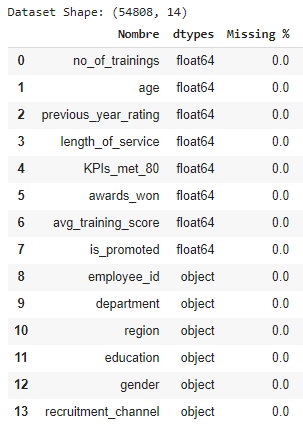 Dataset Shape: (54808, 14)
Nombre dtypes Missing %
0 no_of_trainings float64 0.0
1 age float64 0.0
2 previous_year_rating float64 0.0
3 length_of_service float64 0.0
4 KPIs_met_80 float64 0.0
5 awards_won float64 0.0
6 avg_training_score float64 0.0
7 is_promoted float64 0.0
8 employee_id object 0.0
9 department object 0.0
10 region object 0.0
11 education object 0.0
12 gender object 0.0
13 recruitment_channel object 0.0